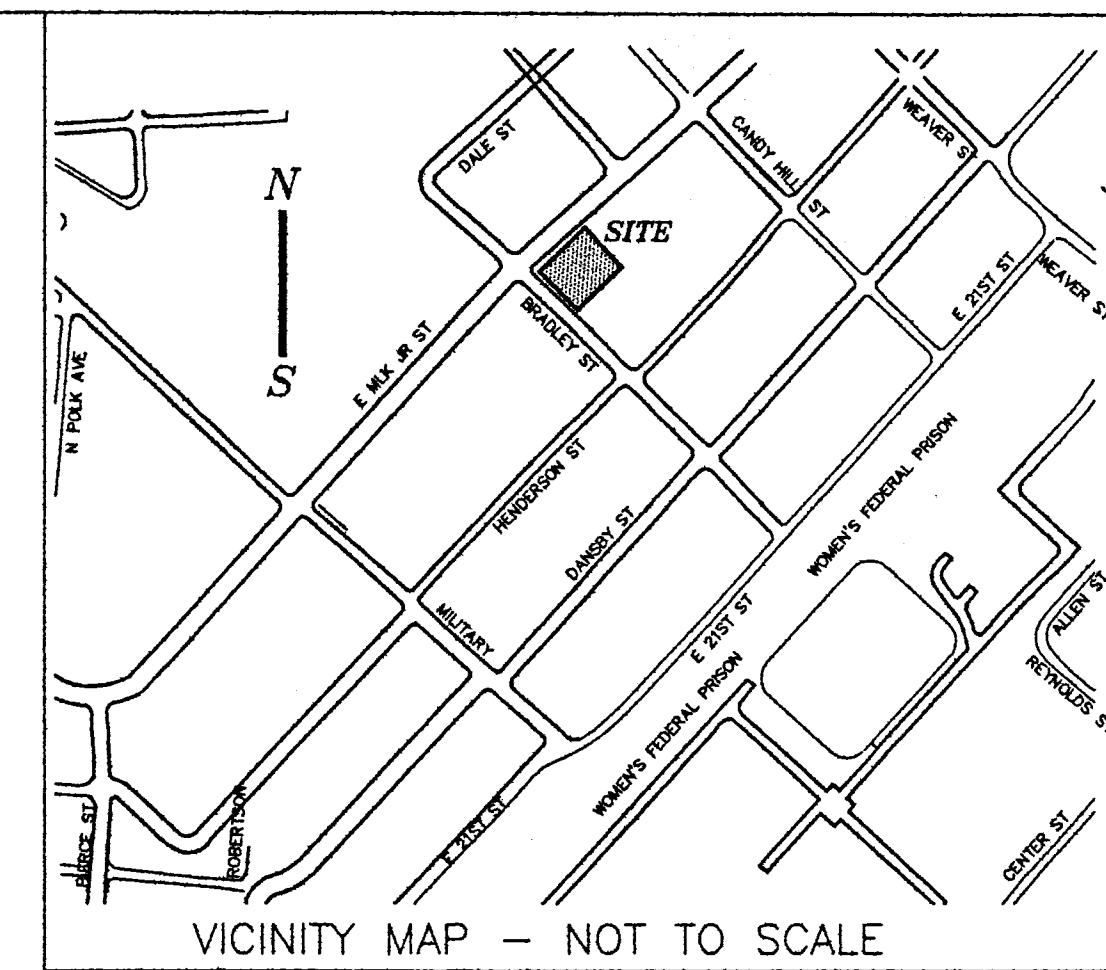 DALE ST
CANDY HILL ST
WEAVER ST
N
SITE
E 21ST ST
WEAVER S
BRADLEY ST
E MLK JR ST
S
N POLK AVE
HENDERSON ST
DANSBY ST
WOMEN'S FEDERAL PRISON
MILITARY
E 21ST ST
ALLEN ST
REYNOLDS S
WOMEN'S FEDERAL PRISON
E 21ST ST
PIERCE ST
ROBERTSON
CENTER ST
VICINITY MAP – NOT TO SCALE